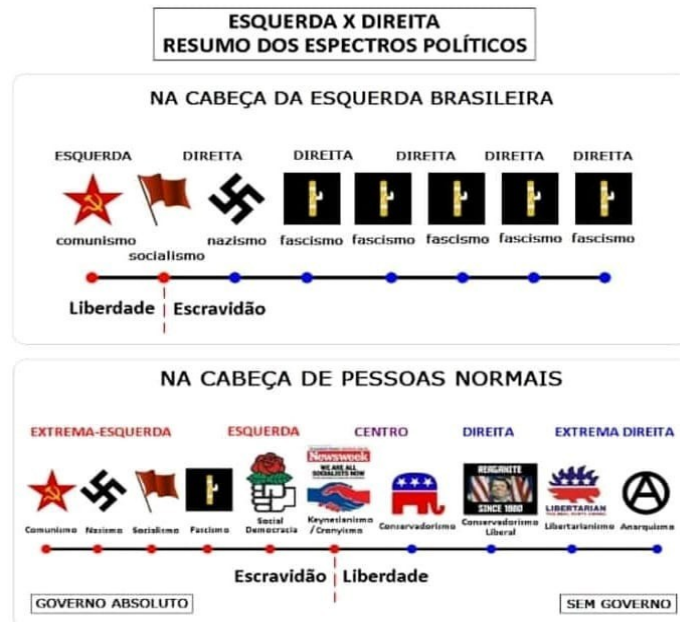 ESQUERDA X DIREITA
RESUMO DOS ESPECTROS POLÍTICOS
NA CABEÇA DA ESQUERDA BRASILEIRA
ESQUERDA DIREITA DIREITA DIREITA DIREITA DIREITA
comunismo socialismo nazismo fascismo fascismo fascismo fascismo fascismo
Liberdade Escravidão
NA CABEÇA DE PESSOAS NORMAIS
EXTREMA-ESQUERDA ESQUERDA CENTRO DIREITA EXTREMA DIREITA
Newsweek
WE ARE ALL
SOCIALISTS NOW
REAGANITE
SINCE 1980
LIBERTARIAN
Comunismo Nazismo Socialismo Fascismo Social
Democracia
Keynesianismo
/ Cronyismo
Conservadorismo
Conservadorismo
Liberal
Libertarianismo
Anarquismo
Escravidão Liberdade
GOVERNO ABSOLUTO SEM GOVERNO